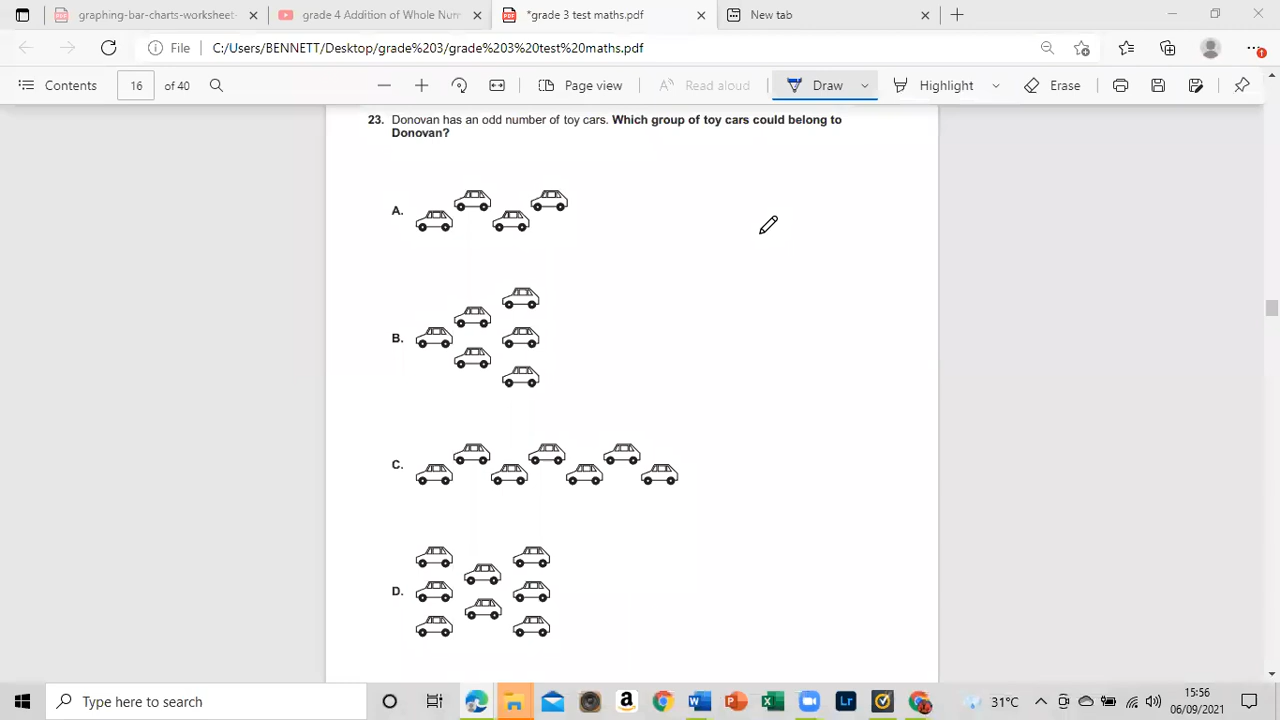 graphing-bar-charts-worksheet-
grade 4 Addition of Whole Num
*grade 3 test maths.pdf
New tab
File
C:/Users/BENNETT/Desktop/grade%203/grade%203%20test%20maths.pdf
Contents
16
of 40
Page view
Read aloud
Draw
Highlight
Erase
23. Donovan has an odd number of toy cars. Which group of toy cars could belong to
Donovan?
A.
B.
C.
D.
Type here to search
31°C
15:56
06/09/2021